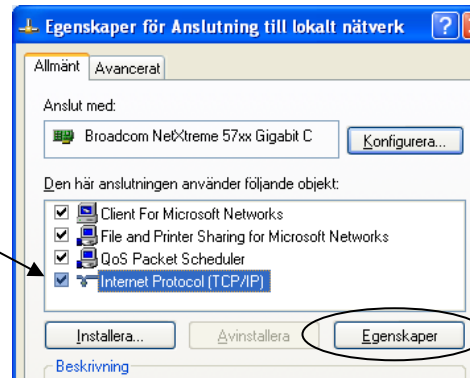 Egenskaper för Anslutning till lokalt nätverk
Allmänt Avancerat
Anslut med:
Broadcom NetXtreme 57xx Gigabit C Konfigurera...
Den här anslutningen använder följande objekt:
Client For Microsoft Networks
File and Printer Sharing for Microsoft Networks
QoS Packet Scheduler
Internet Protocol (TCP/IP)
Installera... Avinstallera Egenskaper
Beskrivning